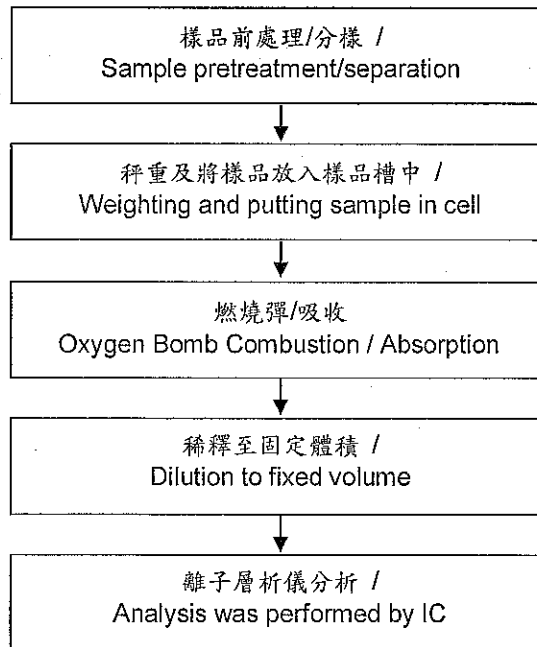 樣品前處理/分樣 /
Sample pretreatment/separation
秤重及將樣品放入樣品槽中 /
Weighting and putting sample in cell
燃燒彈/吸收
Oxygen Bomb Combustion / Absorption
稀釋至固定體積 /
Dilution to fixed volume
離子層析儀分析 /
Analysis was performed by IC